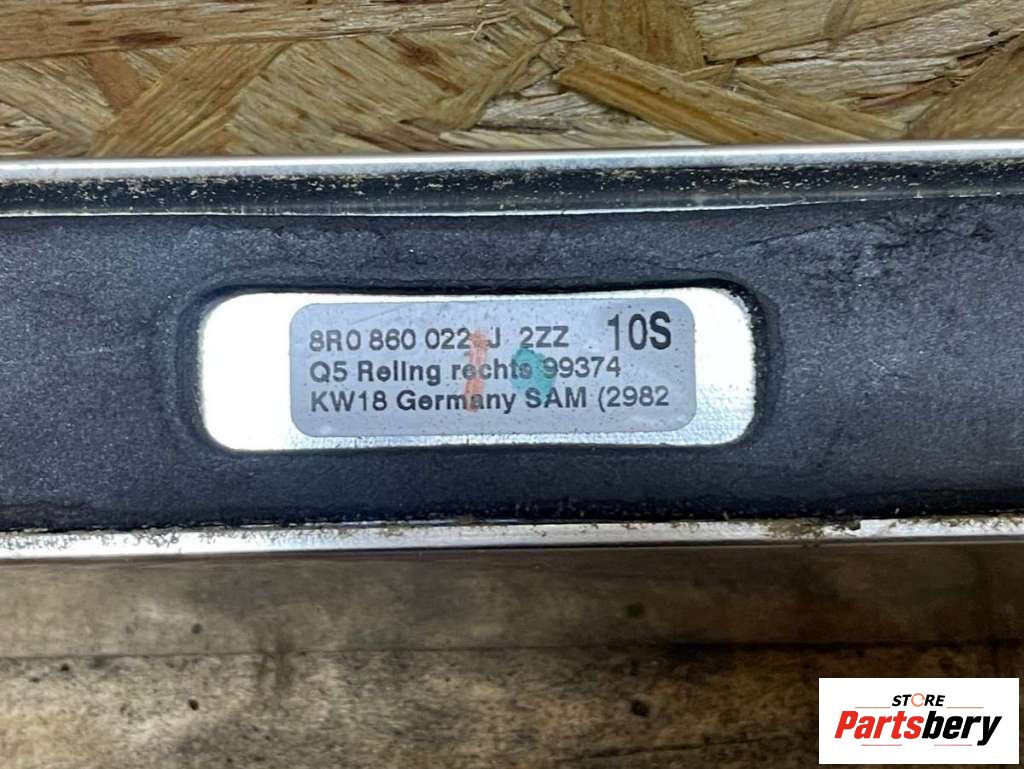 8R0 860 022 J 2ZZ 10S
Q5 Reling rechts 99374
KW18 Germany SAM (2982
STORE
Partsbery